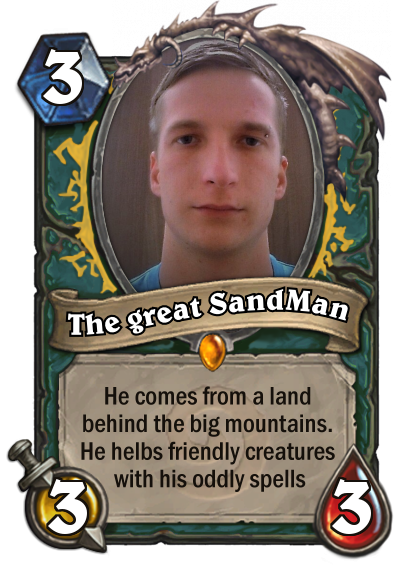 3
The great SandMan
He comes from a land
behind the big mountains.
He helbs friendly creatures
with his oddly spells
3
3